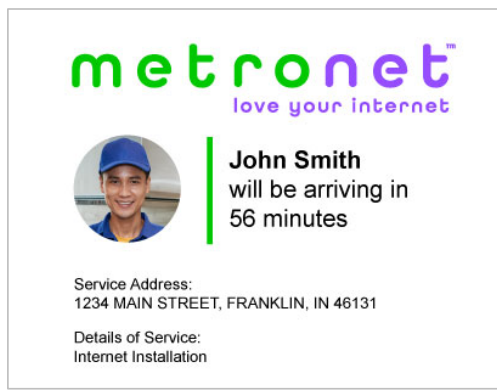 metronet™
love your internet
John Smith
will be arriving in
56 minutes
Service Address:
1234 MAIN STREET, FRANKLIN, IN 46131
Details of Service:
Internet Installation